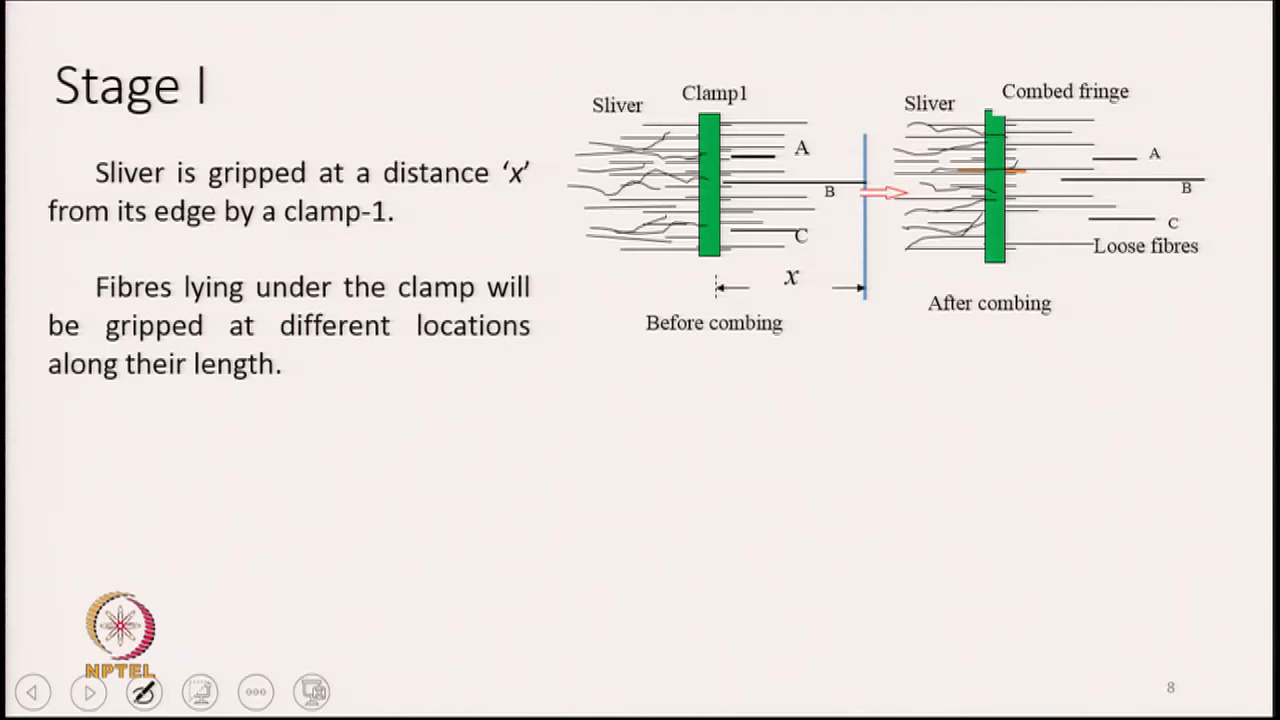 Stage I
Sliver is gripped at a distance ‘x’
from its edge by a clamp-1.
Fibres lying under the clamp will
be gripped at different locations
along their length.
Sliver
Clamp1
A
B
C
x
Before combing
Sliver
Combed fringe
A
B
C
Loose fibres
After combing
NPTEL
8